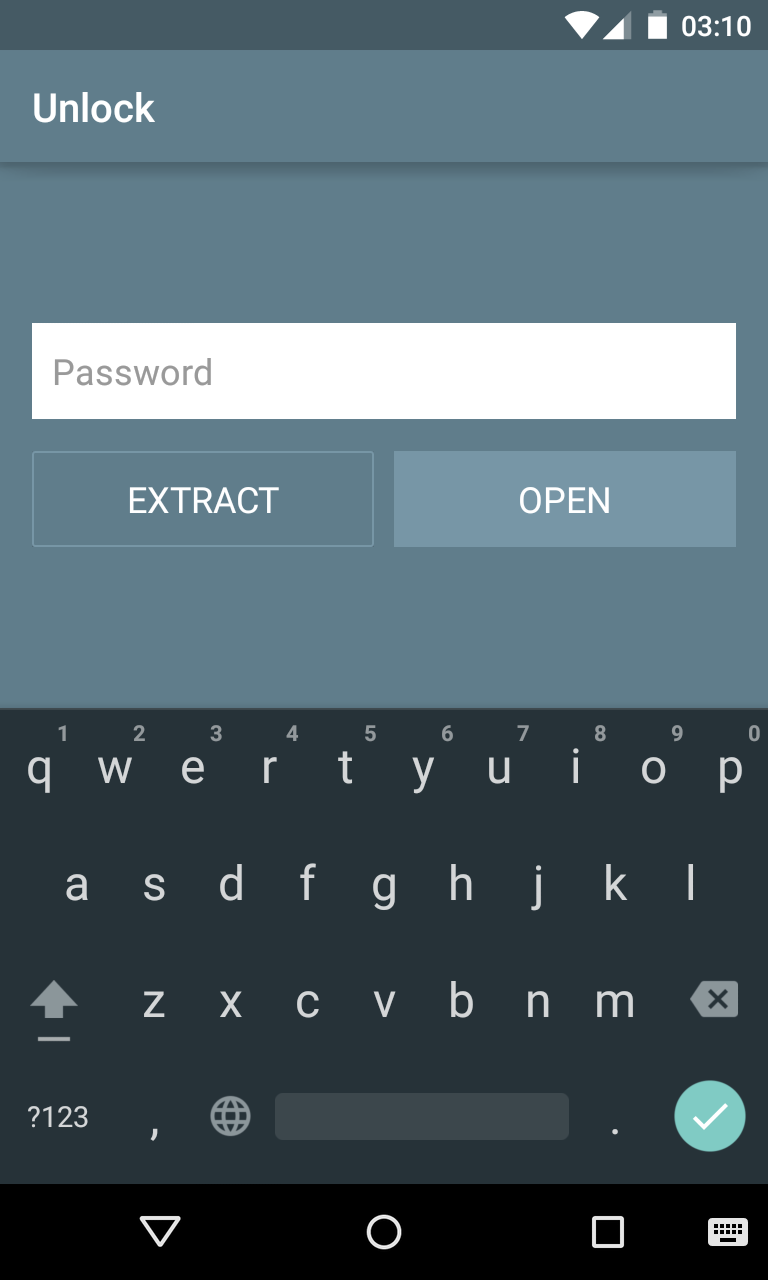 03:10
Unlock
Password
EXTRACT OPEN
1 2 3 4 5 6 7 8 9 0
q w e r t y u i o p
a s d f g h j k l
z x c v b n m
?123 , .